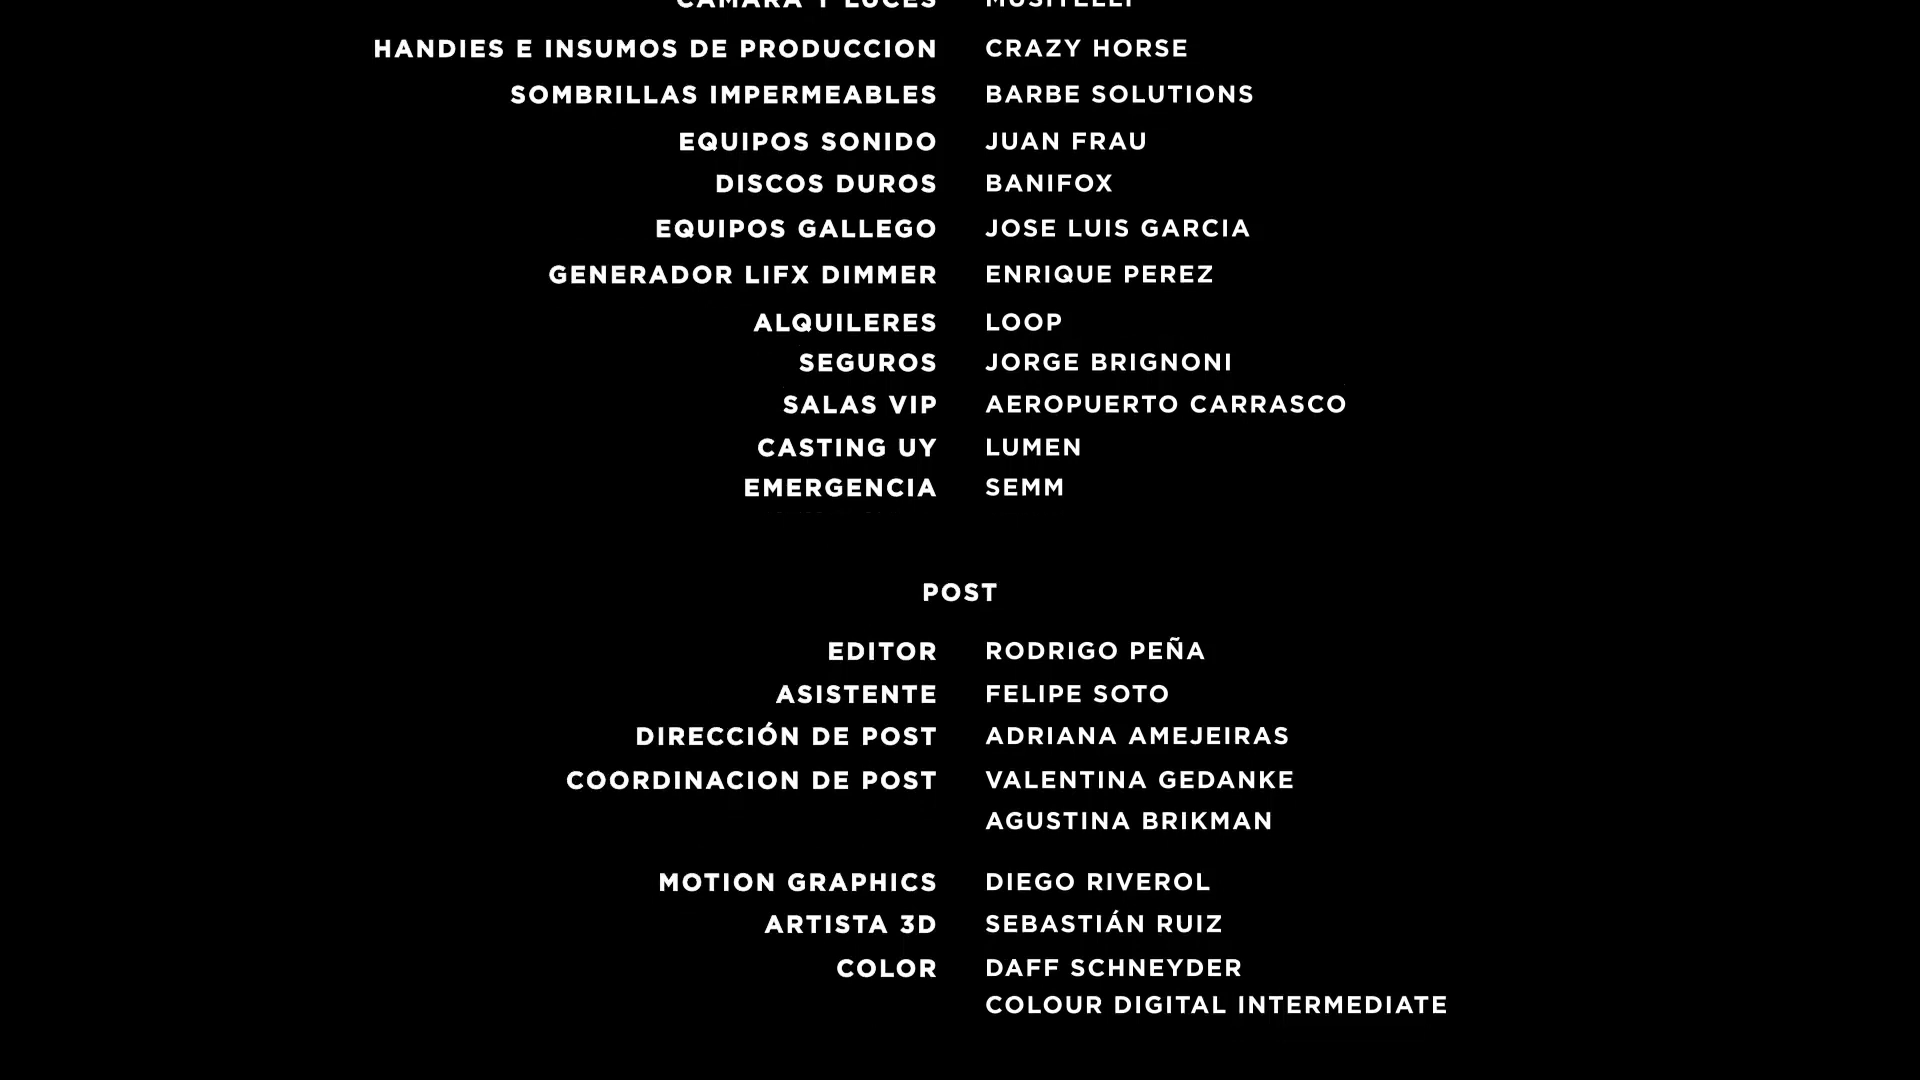 CAMARA Y LUCES MUSITELLI
HANDIES E INSUMOS DE PRODUCCION CRAZY HORSE
SOMBRILLAS IMPERMEABLES BARBE SOLUTIONS
EQUIPOS SONIDO JUAN FRAU
DISCOS DUROS BANIFOX
EQUIPOS GALLEGO JOSE LUIS GARCIA
GENERADOR LIFX DIMMER ENRIQUE PEREZ
ALQUILERES LOOP
SEGUROS JORGE BRIGNONI
SALAS VIP AEROPUERTO CARRASCO
CASTING UY LUMEN
EMERGENCIA SEMM
POST
EDITOR RODRIGO PEÑA
ASISTENTE FELIPE SOTO
DIRECCIÓN DE POST ADRIANA AMEJEIRAS
COORDINACION DE POST VALENTINA GEDANKE
AGUSTINA BRIKMAN
MOTION GRAPHICS DIEGO RIVEROL
ARTISTA 3D SEBASTIÁN RUIZ
COLOR DAFF SCHNEYDER
COLOUR DIGITAL INTERMEDIATE